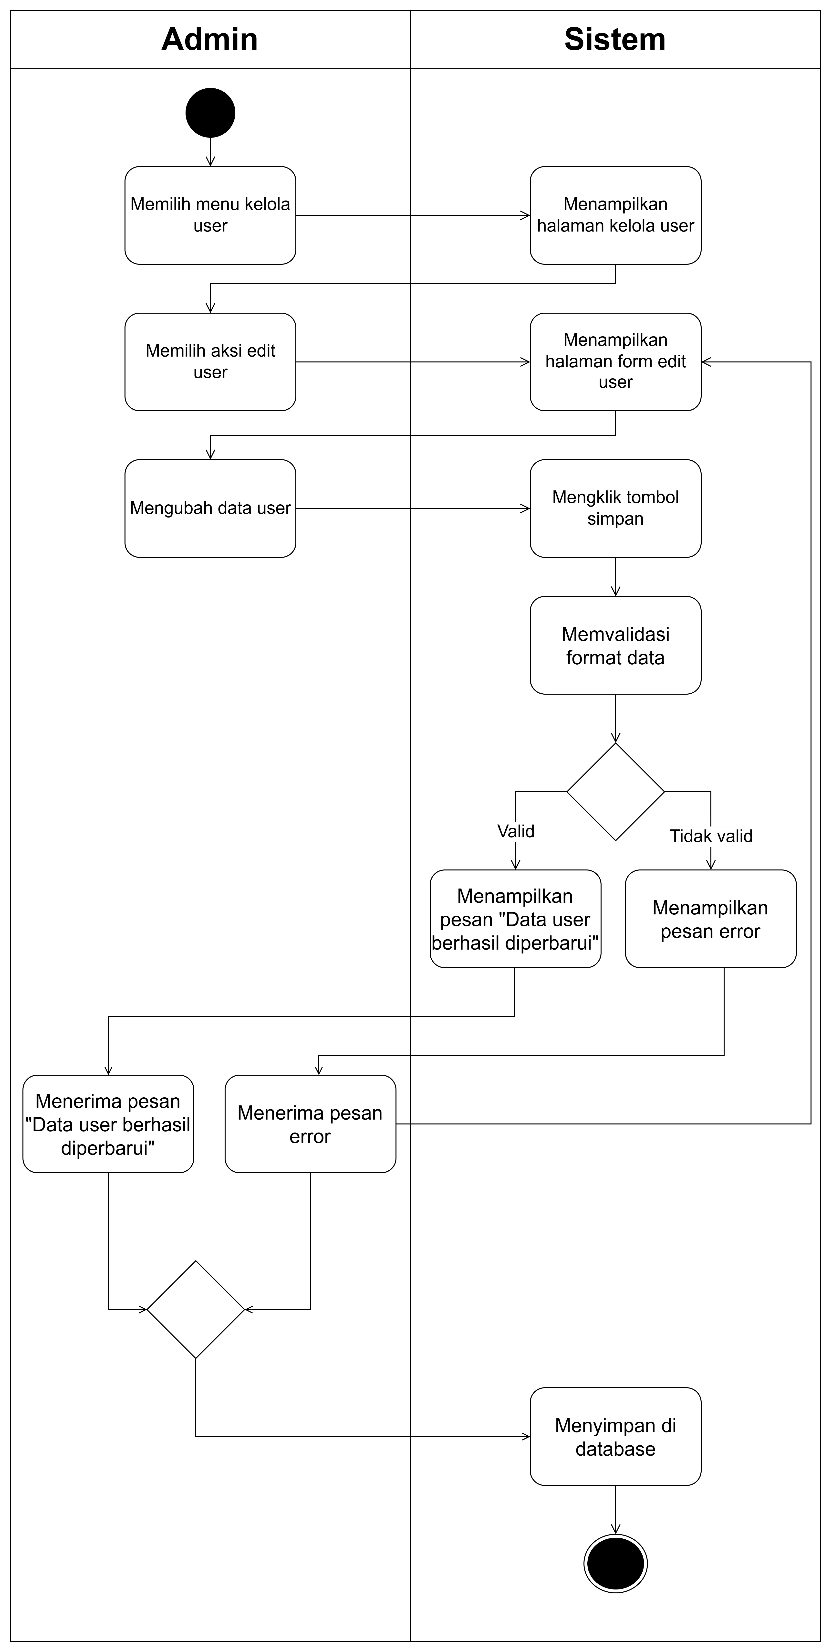 Admin
Sistem
Memilih menu kelola
user
Menampilkan
halaman kelola user
Memilih aksi edit
user
Menampilkan
halaman form edit
user
Mengubah data user
Mengklik tombol
simpan
Memvalidasi
format data
Valid
Tidak valid
Menampilkan
pesan "Data user
berhasil diperbarui"
Menampilkan
pesan error
Menerima pesan
"Data user berhasil
diperbarui"
Menerima pesan
error
Menyimpan di
database